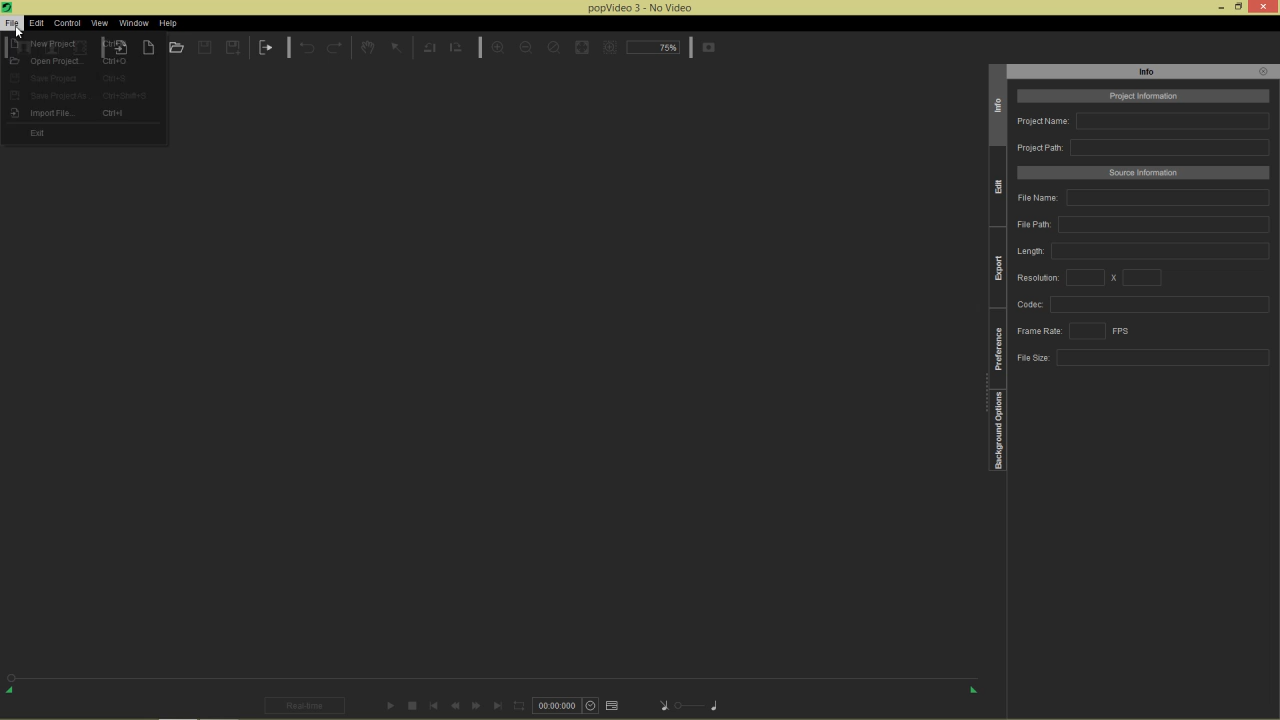 popVideo 3 - No Video
File Edit Control View Window Help
New Project
Open Project... Ctrl+O
Save Project Ctrl+S
Save Project As... Ctrl+Shift+S
Import File... Ctrl+I
Exit
75%
Info
Edit
Export
Preference
Background Options
Info
Project Information
Project Name:
Project Path:
Source Information
File Name:
File Path:
Length:
Resolution: X
Codec:
Frame Rate: FPS
File Size:
Real-time
00:00:000